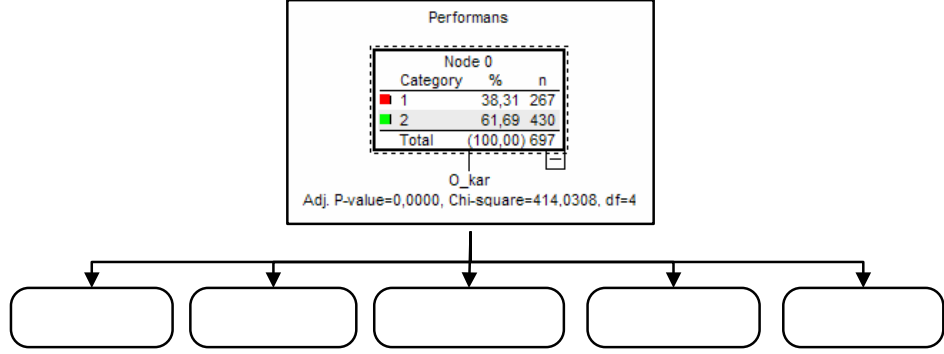 Performans
Node 0
Category % n
1 38,31 267
2 61,69 430
Total (100,00) 697
O_kar
Adj. P-value=0,0000, Chi-square=414,0308, df=4